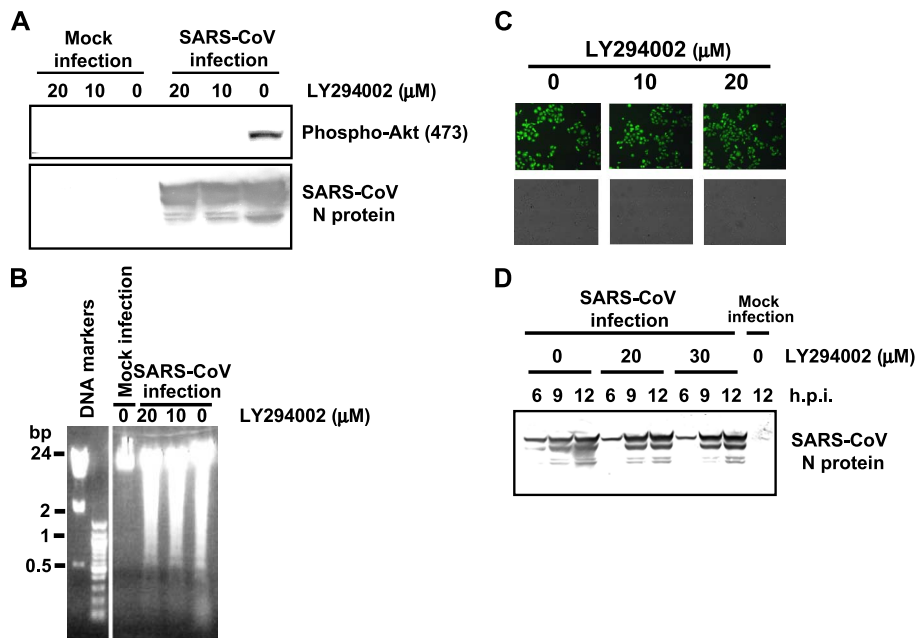 A
Mock
infection
SARS-CoV
infection
20 10 0 20 10 0 LY294002 (μM)
Phospho-Akt (473)
SARS-CoV
N protein
B
DNA markers
Mock infection
SARS-CoV
infection
0 20 10 0 LY294002 (μM)
bp
24
2
1
0.5
C
LY294002 (μM)
0 10 20
D
SARS-CoV
infection
Mock
infection
0 20 30 0 LY294002 (μM)
6 9 12 6 9 12 6 9 12 12 h.p.i.
SARS-CoV
N protein